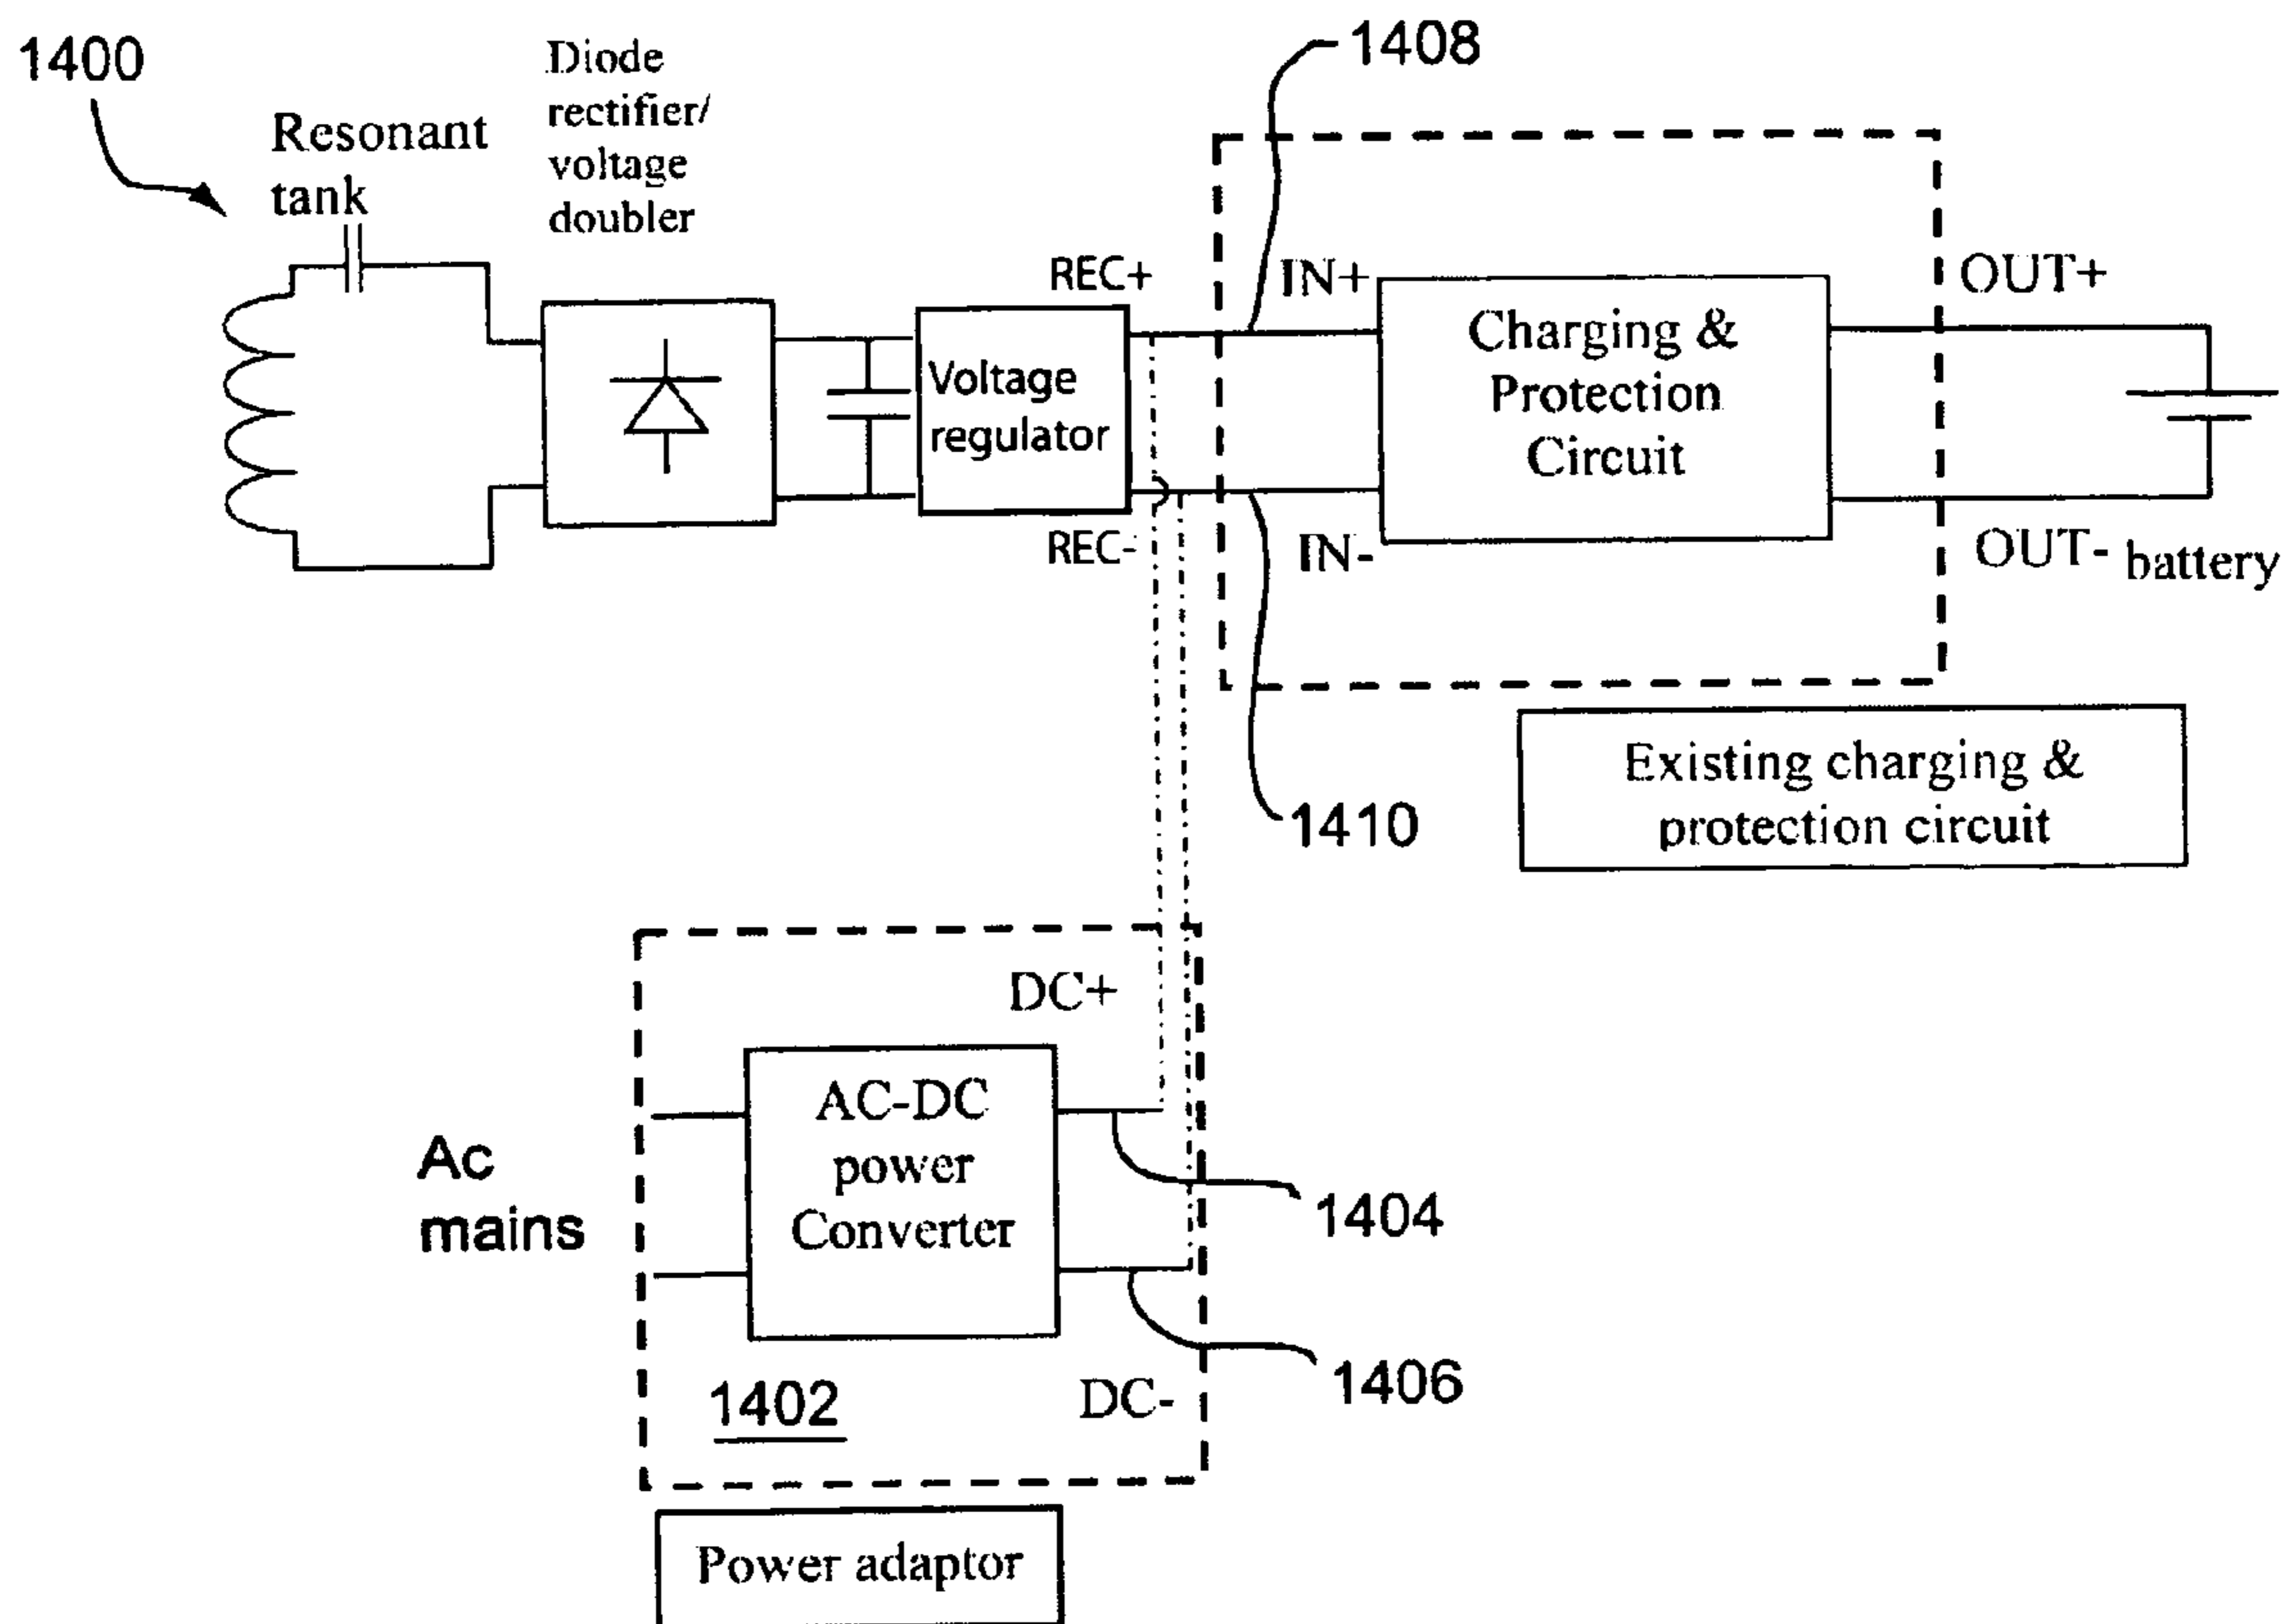 1400
Resonant
tank
Diode
rectifier/
voltage
doubler
1408
REC+
IN+
OUT+
Voltage
regulator
Charging &
Protection
Circuit
REC-
IN-
OUT-
battery
1410
Existing charging &
protection circuit
DC+
Ac
mains
AC-DC
power
Converter
1404
1406
1402
DC-
Power adaptor